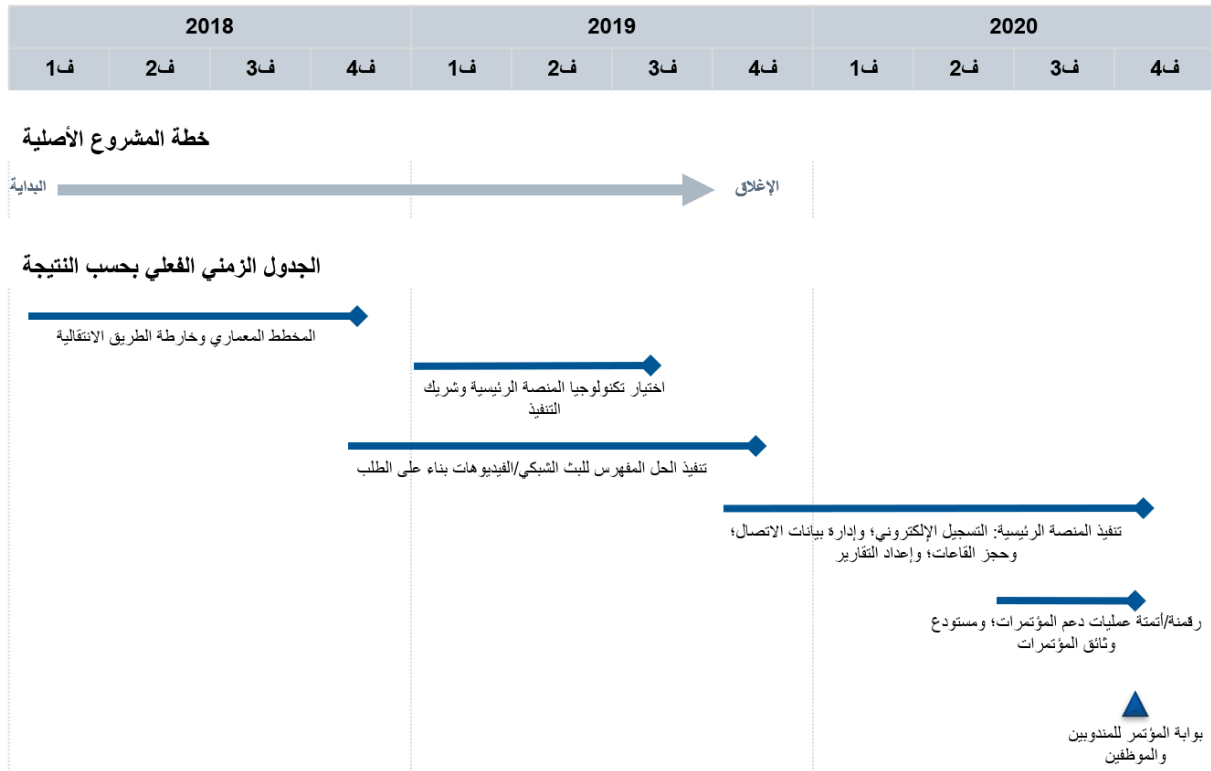 2018 2019 2020
ف1 ف2 ف3 ف4 ف1 ف2 ف3 ف4 ف1 ف2 ف3 ف4
خطة المشروع الأصلية
البداية
الإغلاق
الجدول الزمني الفعلي بحسب النتيجة
المخطط المعماري وخارطة الطريق الانتقالية
اختيار تكنولوجيا المنصة الرئيسية وشريك
التنفيذ
تنفيذ الحل المفهرس للبث الشبكي/الفيديوهات بناء على الطلب
تنفيذ المنصة الرئيسية: التسجيل الإلكتروني؛ وإدارة بيانات الاتصال؛
وحجز القاعات؛ وإعداد التقارير
رقمنة/أتمتة عمليات دعم المؤتمرات؛ ومستودع
وثائق المؤتمرات
بوابة المؤتمر للمندوبين
والموظفين